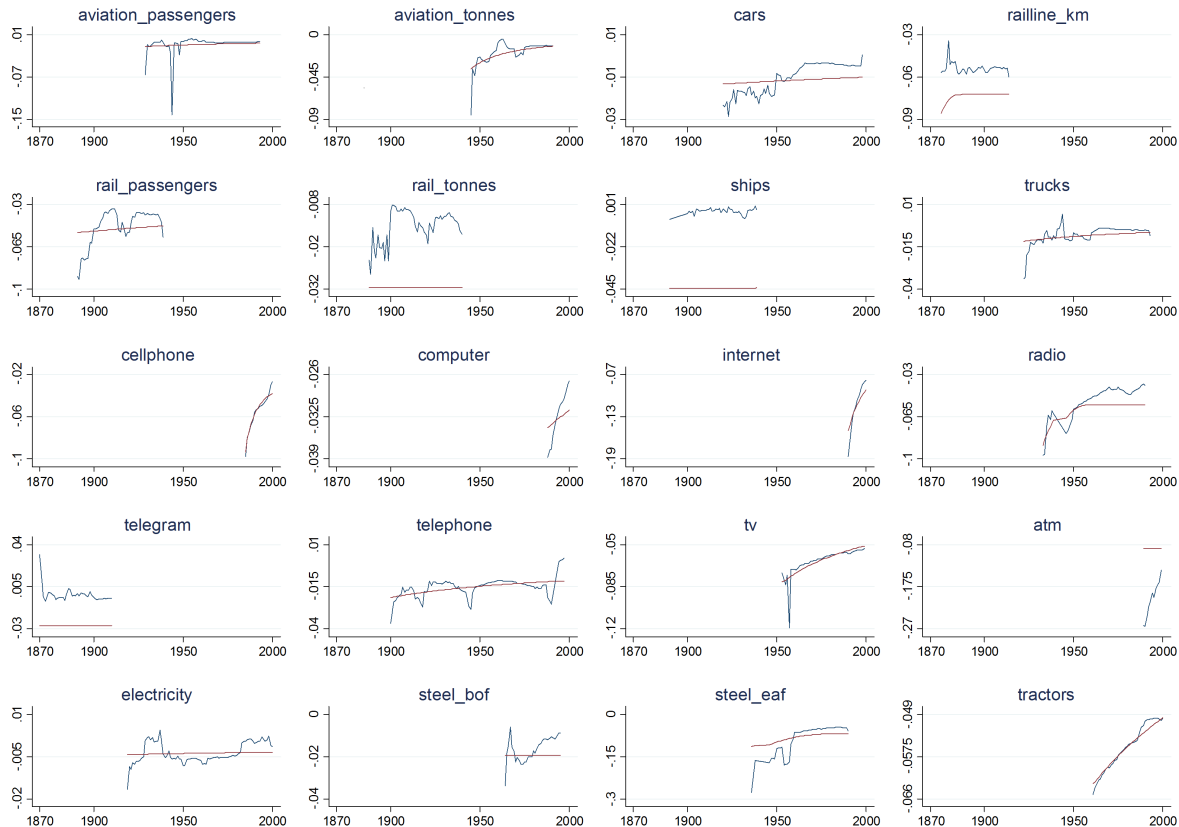 aviation_passengers aviation_tonnes cars railline_km
.01 0 .01 -.03
-.07 -.045 -.01 -.06
-.15 -.09 -.03 -.09
1870 1900 1950 2000 1870 1900 1950 2000 1870 1900 1950 2000 1870 1900 1950 2000
rail_passengers rail_tonnes ships trucks
-.03 -.008 .001 .01
-.065 -.02 -.022 -.015
-.1 -.032 -.045 -.04
1870 1900 1950 2000 1870 1900 1950 2000 1870 1900 1950 2000 1870 1900 1950 2000
cellphone computer internet radio
-.02 -.026 -.07 -.03
-.06 -.0325 -.13 -.065
-.1 -.039 -.19 -.1
1870 1900 1950 2000 1870 1900 1950 2000 1870 1900 1950 2000 1870 1900 1950 2000
telegram telephone tv atm
.04 .01 -.05 -.08
.005 -.015 -.085 -.175
-.03 -.04 -.12 -.27
1870 1900 1950 2000 1870 1900 1950 2000 1870 1900 1950 2000 1870 1900 1950 2000
electricity steel_bof steel_eaf tractors
.01 0 0 -.049
-.005 -.02 -.15 -.0575
-.02 -.04 -.3 -.066
1870 1900 1950 2000 1870 1900 1950 2000 1870 1900 1950 2000 1870 1900 1950 2000